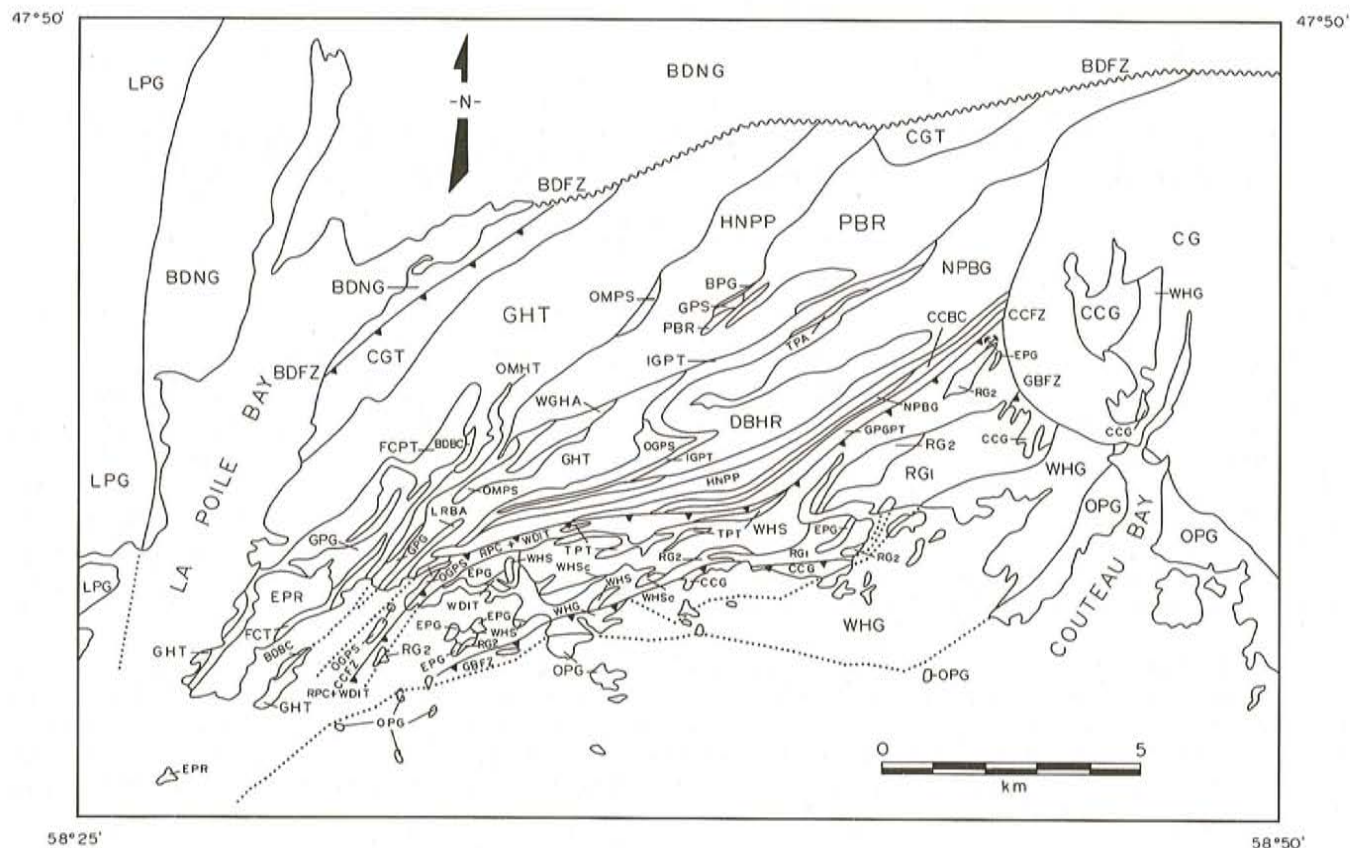 47°50'
47°50'
LPG
BDNG
BDFZ
-N-
CGT
BDFZ
HNPP
PBR
CG
BDNG
BDNG
NPBG
WHG
BPG
OMPS
GPS
CCG
GHT
PBR
CCBC
CCFZ
TPA
CGT
IGPT
EPG
BDFZ
OMHT
GBFZ
RG2
WGHA
NPBG
DBHR
CCG
GPGPT
FCPT
BDBC
OGPS
RG2
CCG
GHT
IGPT
RG1
WHG
LPG
HNPP
OMPS
LA POILE BAY
LRBA
OPG
WHS
EPG
OPG
GPG
GPG
TPT
RPC + WDIT
TPT
RG2
RG1
RG2
WHS
OGPS
WHSc
CCG
EPG
WHS
CCG
LPG
WHSc
EPR
WDIT
WHG
WHG
EPG
EPG
WHS
COUTEAU BAY
FCTZ
RG2
GHT
BDBC
OGPS
RG2
EPG
GBFZ
CCFZ
OPG
OPG
RPC+WDIT
GHT
OPG
EPR
0 5
km
58°25'
58°50'